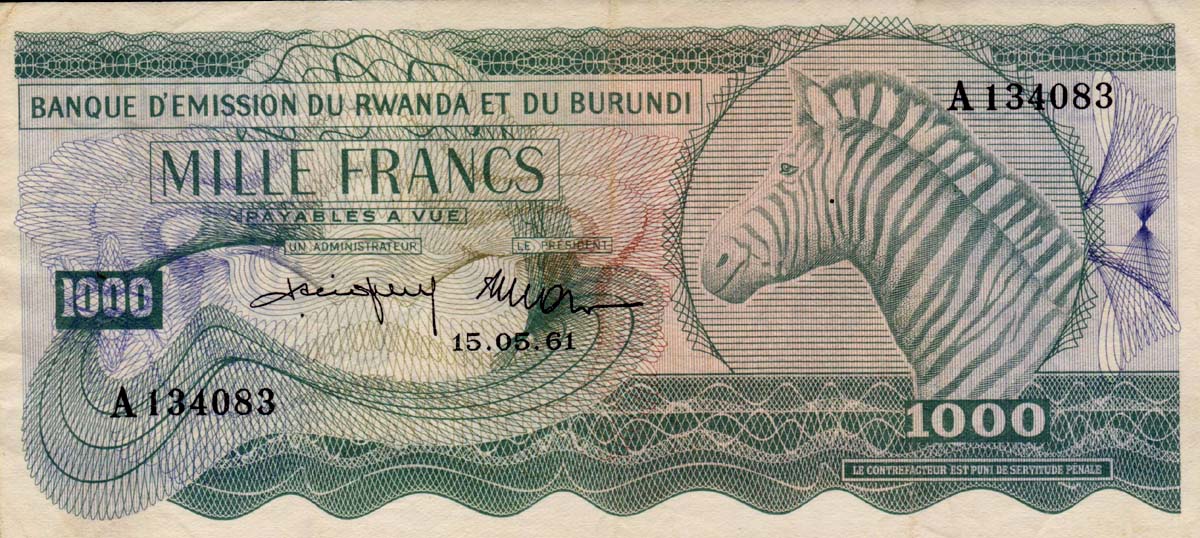 BANQUE D'EMISSION DU RWANDA ET DU BURUNDI
A 134083
MILLE FRANCS
PAYABLES A VUE
UN ADMINISTRATEUR
LE PRÉSIDENT
1000
15.05.61
A 134083
1000
LE CONTREFACTEUR EST PUNI DE SERVITUDE PÉNALE